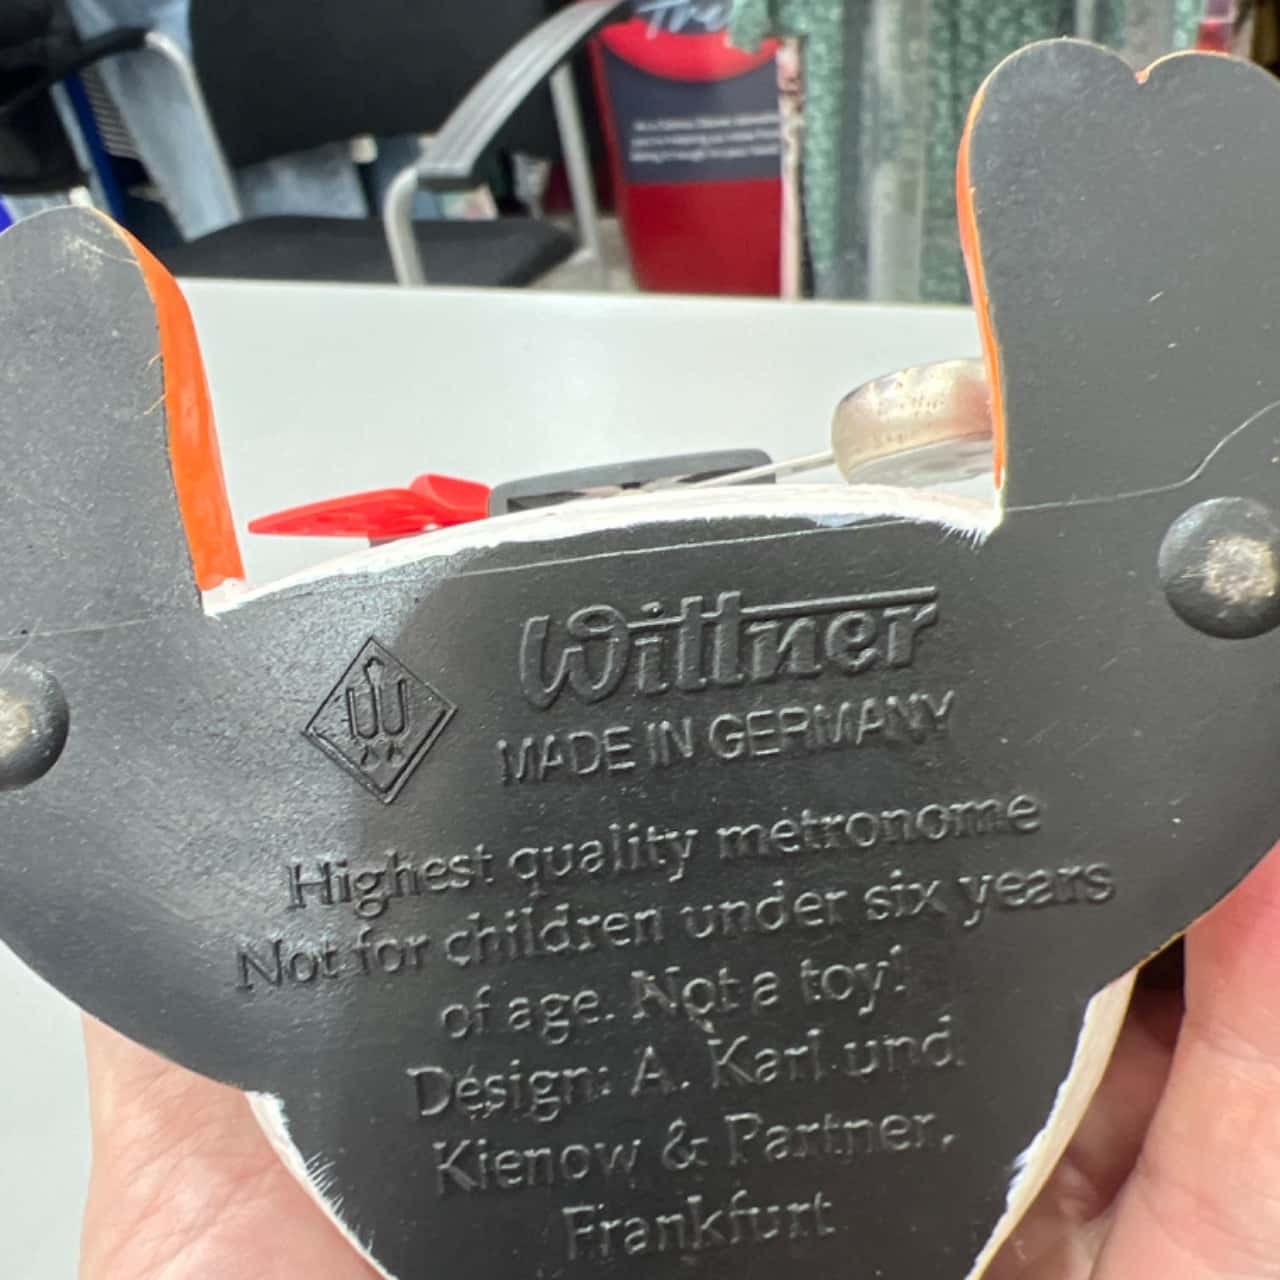 Wittner
MADE IN GERMANY
Highest quality metronome
Not for children under six years
of age. Not a toy!
Design: A. Karl und
Kienow & Partner,
Frankfurt